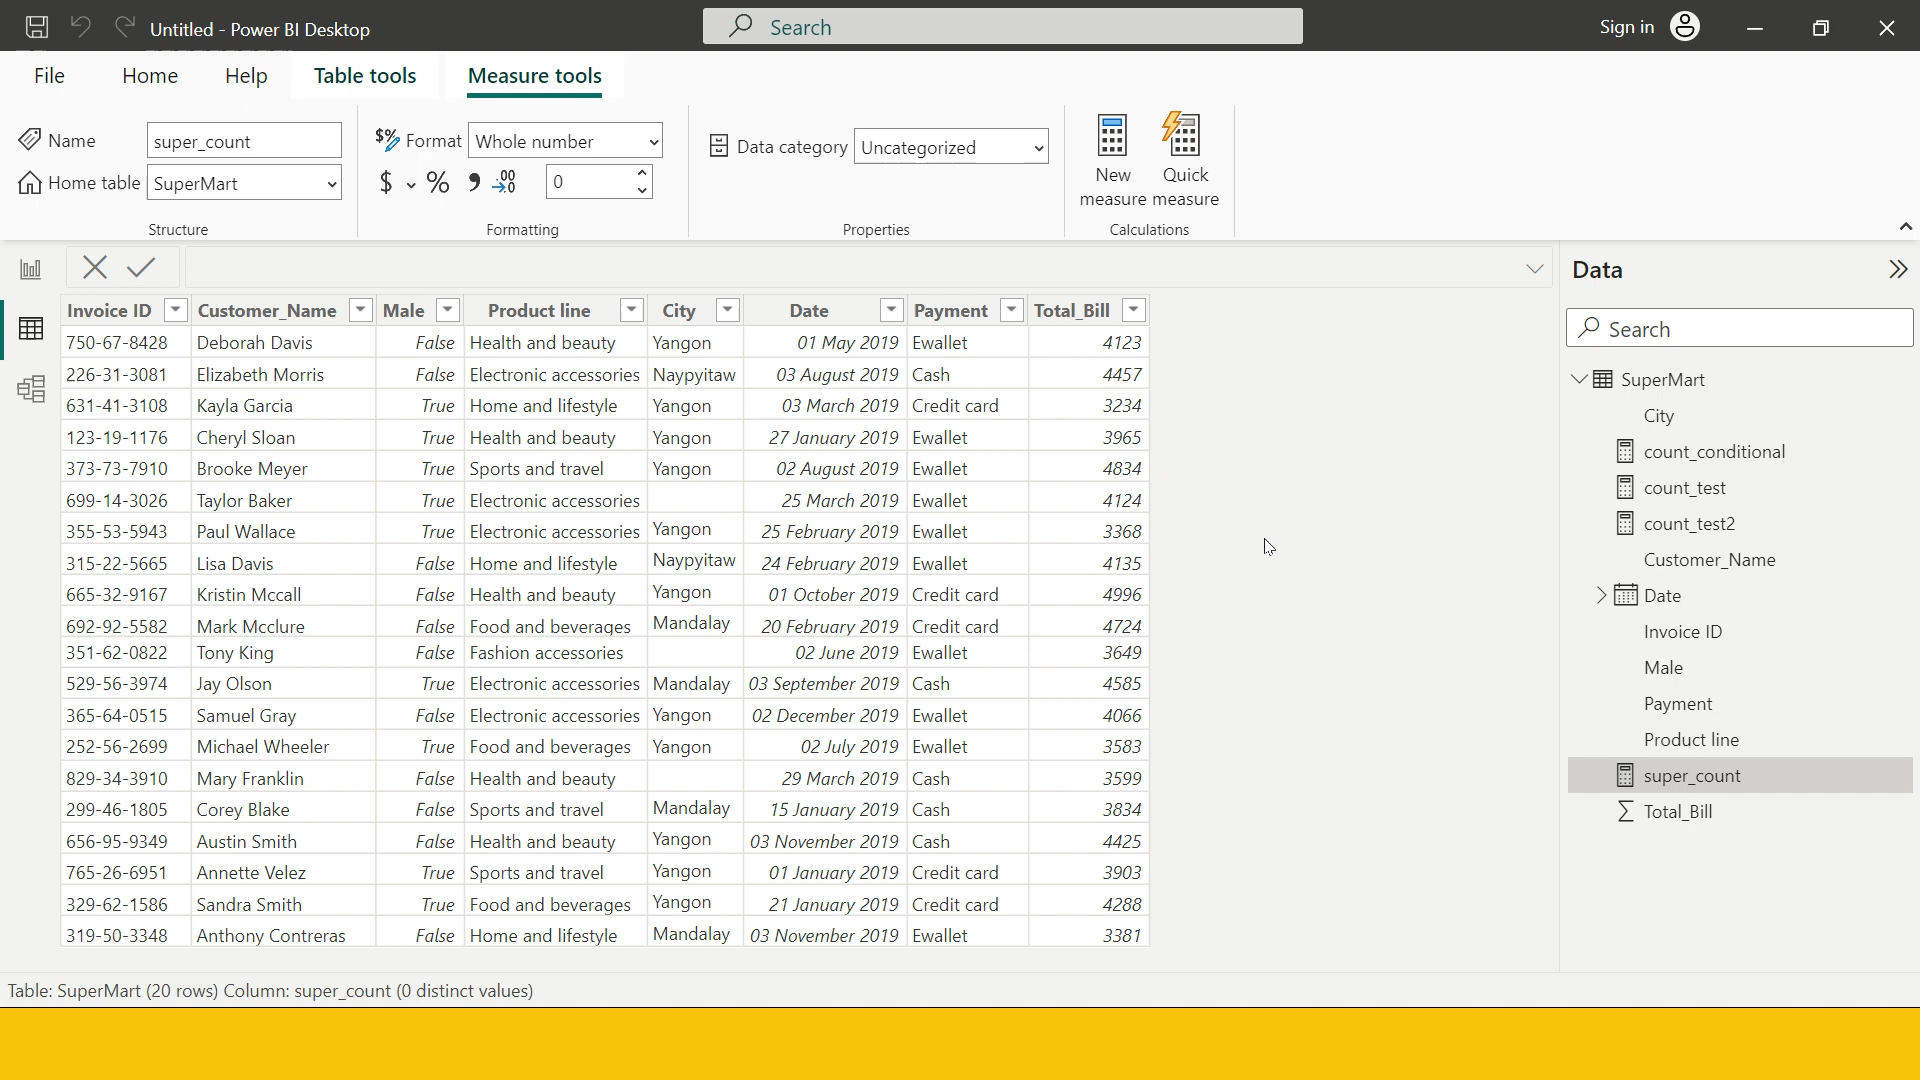 Untitled - Power BI Desktop
Search
Sign in
File Home Help Table tools Measure tools
Name super_count
Home table SuperMart
Structure
$% Format Whole number
$ % , .00 0
Formatting
Data category Uncategorized
Properties
New measure
Quick measure
Calculations
Invoice ID Customer_Name Male Product line City Date Payment Total_Bill
750-67-8428 Deborah Davis False Health and beauty Yangon 01 May 2019 Ewallet 4123
226-31-3081 Elizabeth Morris False Electronic accessories Naypyitaw 03 August 2019 Cash 4457
631-41-3108 Kayla Garcia True Home and lifestyle Yangon 03 March 2019 Credit card 3234
123-19-1176 Cheryl Sloan True Health and beauty Yangon 27 January 2019 Ewallet 3965
373-73-7910 Brooke Meyer True Sports and travel Yangon 02 August 2019 Ewallet 4834
699-14-3026 Taylor Baker True Electronic accessories 25 March 2019 Ewallet 4124
355-53-5943 Paul Wallace True Electronic accessories Yangon 25 February 2019 Ewallet 3368
315-22-5665 Lisa Davis False Home and lifestyle Naypyitaw 24 February 2019 Ewallet 4135
665-32-9167 Kristin Mccall False Health and beauty Yangon 01 October 2019 Credit card 4996
692-92-5582 Mark Mcclure False Food and beverages Mandalay 20 February 2019 Credit card 4724
351-62-0822 Tony King False Fashion accessories 02 June 2019 Ewallet 3649
529-56-3974 Jay Olson True Electronic accessories Mandalay 03 September 2019 Cash 4585
365-64-0515 Samuel Gray False Electronic accessories Yangon 02 December 2019 Ewallet 4066
252-56-2699 Michael Wheeler True Food and beverages Yangon 02 July 2019 Ewallet 3583
829-34-3910 Mary Franklin False Health and beauty 29 March 2019 Cash 3599
299-46-1805 Corey Blake False Sports and travel Mandalay 15 January 2019 Cash 3834
656-95-9349 Austin Smith False Health and beauty Yangon 03 November 2019 Cash 4425
765-26-6951 Annette Velez True Sports and travel Yangon 01 January 2019 Credit card 3903
329-62-1586 Sandra Smith True Food and beverages Yangon 21 January 2019 Credit card 4288
319-50-3348 Anthony Contreras False Home and lifestyle Mandalay 03 November 2019 Ewallet 3381
Data
Search
SuperMart
City
count_conditional
count_test
count_test2
Customer_Name
Date
Invoice ID
Male
Payment
Product line
super_count
Total_Bill
Table: SuperMart (20 rows) Column: super_count (0 distinct values)